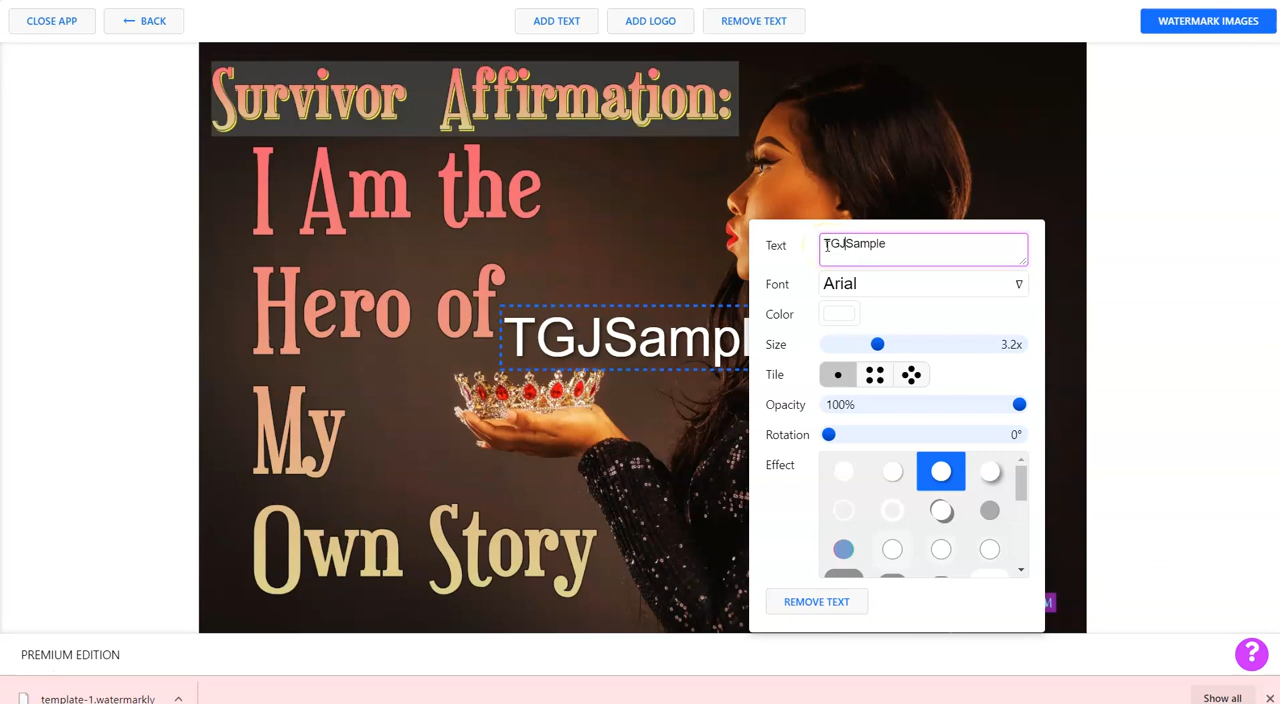 CLOSE APP
← BACK
ADD TEXT
ADD LOGO
REMOVE TEXT
WATERMARK IMAGES
Survivor Affirmation:
I Am the
Hero of
My
Own Story
TGJSampl
Text
TGJSample
Font
Arial
Color
Size
3.2x
Tile
Opacity
100%
Rotation
0°
Effect
REMOVE TEXT
M
PREMIUM EDITION
?
template-1.watermarkly
Show all